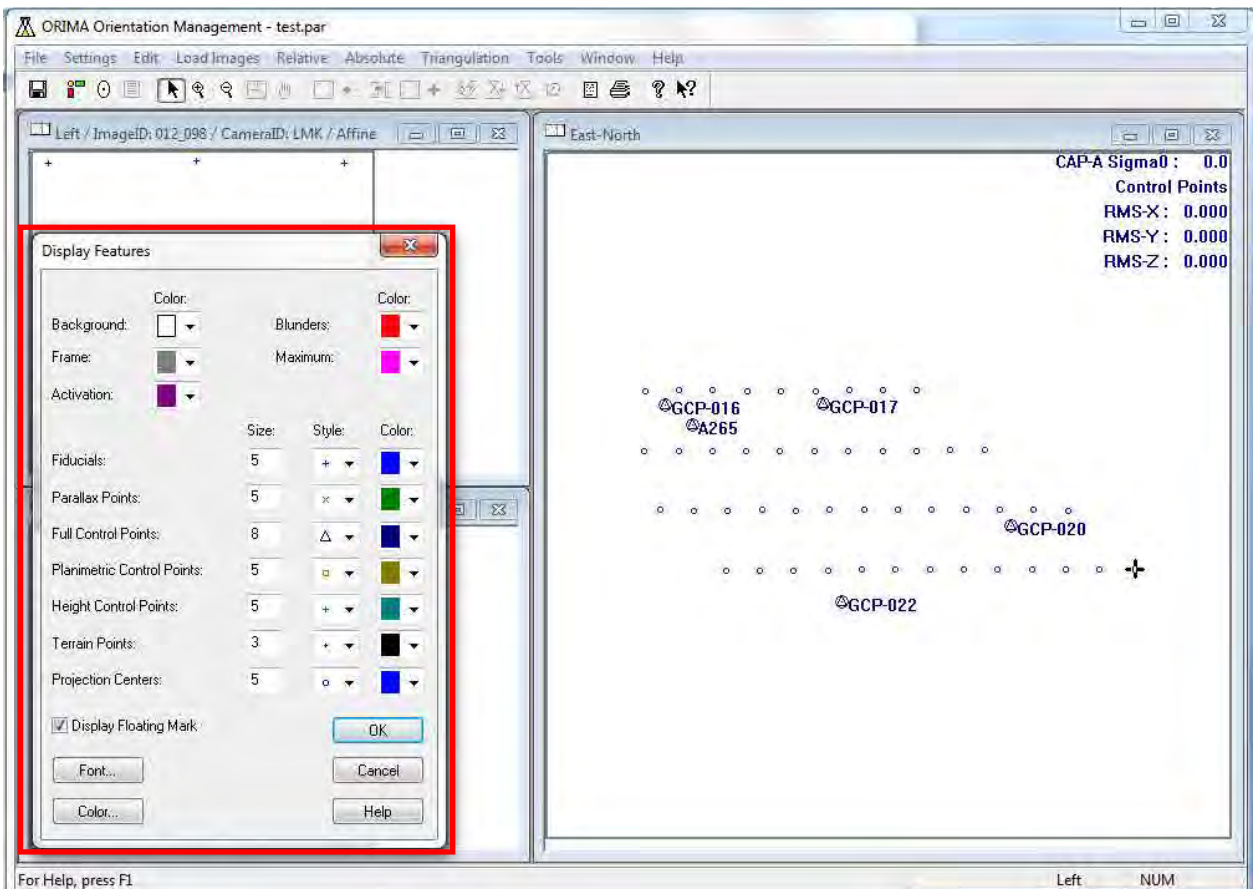 ORIMA Orientation Management - test.par
File Settings Edit Load Images Relative Absolute Triangulation Tools Window Help
Left / ImageID: 012_098 / CameraID: LMK / Affine
East-North
CAP-A Sigma0 : 0.0
Control Points
RMS-X : 0.000
RMS-Y : 0.000
RMS-Z : 0.000
Display Features
Color: Color:
Background: Blunders:
Frame: Maximum:
Activation:
Size: Style: Color:
Fiducials: 5
Parallax Points: 5
Full Control Points: 8
Planimetric Control Points: 5
Height Control Points: 5
Terrain Points: 3
Projection Centers: 5
Display Floating Mark
OK
Font... Cancel
Color... Help
GCP-016 GCP-017
A265
GCP-020
GCP-022
For Help, press F1
Left NUM